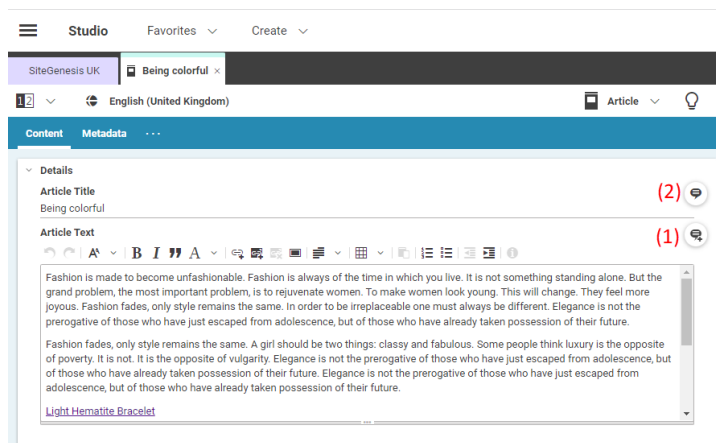 Studio Favorites Create
SiteGenesis UK Being colorful ×
12 English (United Kingdom) Article
Content Metadata ...
Details
Article Title (2)
Being colorful
Article Text (1)
Fashion is made to become unfashionable. Fashion is always of the time in which you live. It is not something standing alone. But the
grand problem, the most important problem, is to rejuvenate women. To make women look young. This will change. They feel more
joyous. Fashion fades, only style remains the same. In order to be irreplaceable one must always be different. Elegance is not the
prerogative of those who have just escaped from adolescence, but of those who have already taken possession of their future.
Fashion fades, only style remains the same. A girl should be two things: classy and fabulous. Some people think luxury is the opposite
of poverty. It is not. It is the opposite of vulgarity. Elegance is not the prerogative of those who have just escaped from adolescence, but
of those who have already taken possession of their future. Elegance is not the prerogative of those who have just escaped from
adolescence, but of those who have already taken possession of their future.
Light Hematite Bracelet